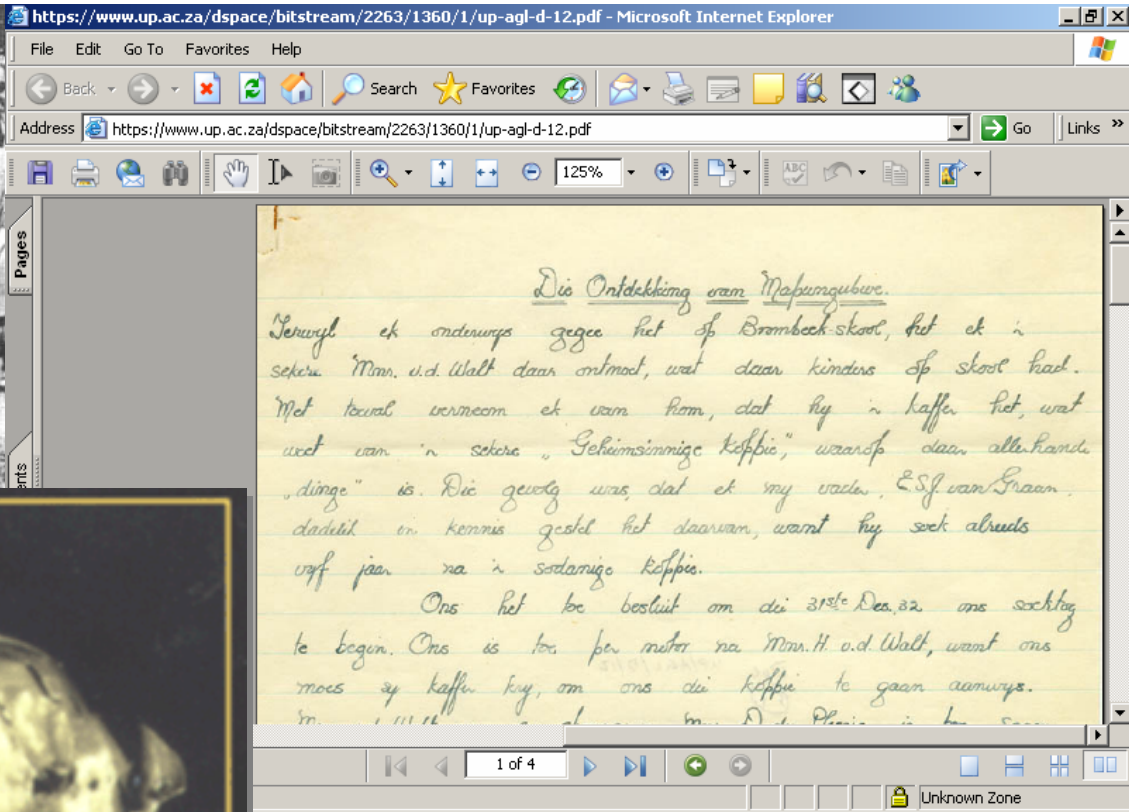 https://www.up.ac.za/dspace/bitstream/2263/1360/1/up-agl-d-12.pdf - Microsoft Internet Explorer
File Edit Go To Favorites Help
Back Search Favorites
Address https://www.up.ac.za/dspace/bitstream/2263/1360/1/up-agl-d-12.pdf Go Links »
125%
Pages
Die Ontdekking van Mapungubwe.
Terwyl ek onderwys gegee het op Brombeek-skool, het ek 'n
sekere Mnr. v.d. Walt daar ontmoet, wat daar kinders op skool had.
Met toeval verneem ek van hom, dat hy 'n kaffer het, wat
weet van 'n sekere „Geheimsinnige Koppie", waarop daar allerhande
„dinge" is. Die gevolg was, dat ek my vader, E.S.J. van Graan,
dadelik in kennis gestel het daarvan, want hy soek alreeds
vyf jaar na 'n sodanige koppie.
Ons het toe besluit om die 31ste Des. 32 ons soektog
te begin. Ons is toe per motor na Mnr. H. v.d. Walt, want ons
moes sy kaffer kry, om ons die koppie te gaan aanwys.
1 of 4
Unknown Zone